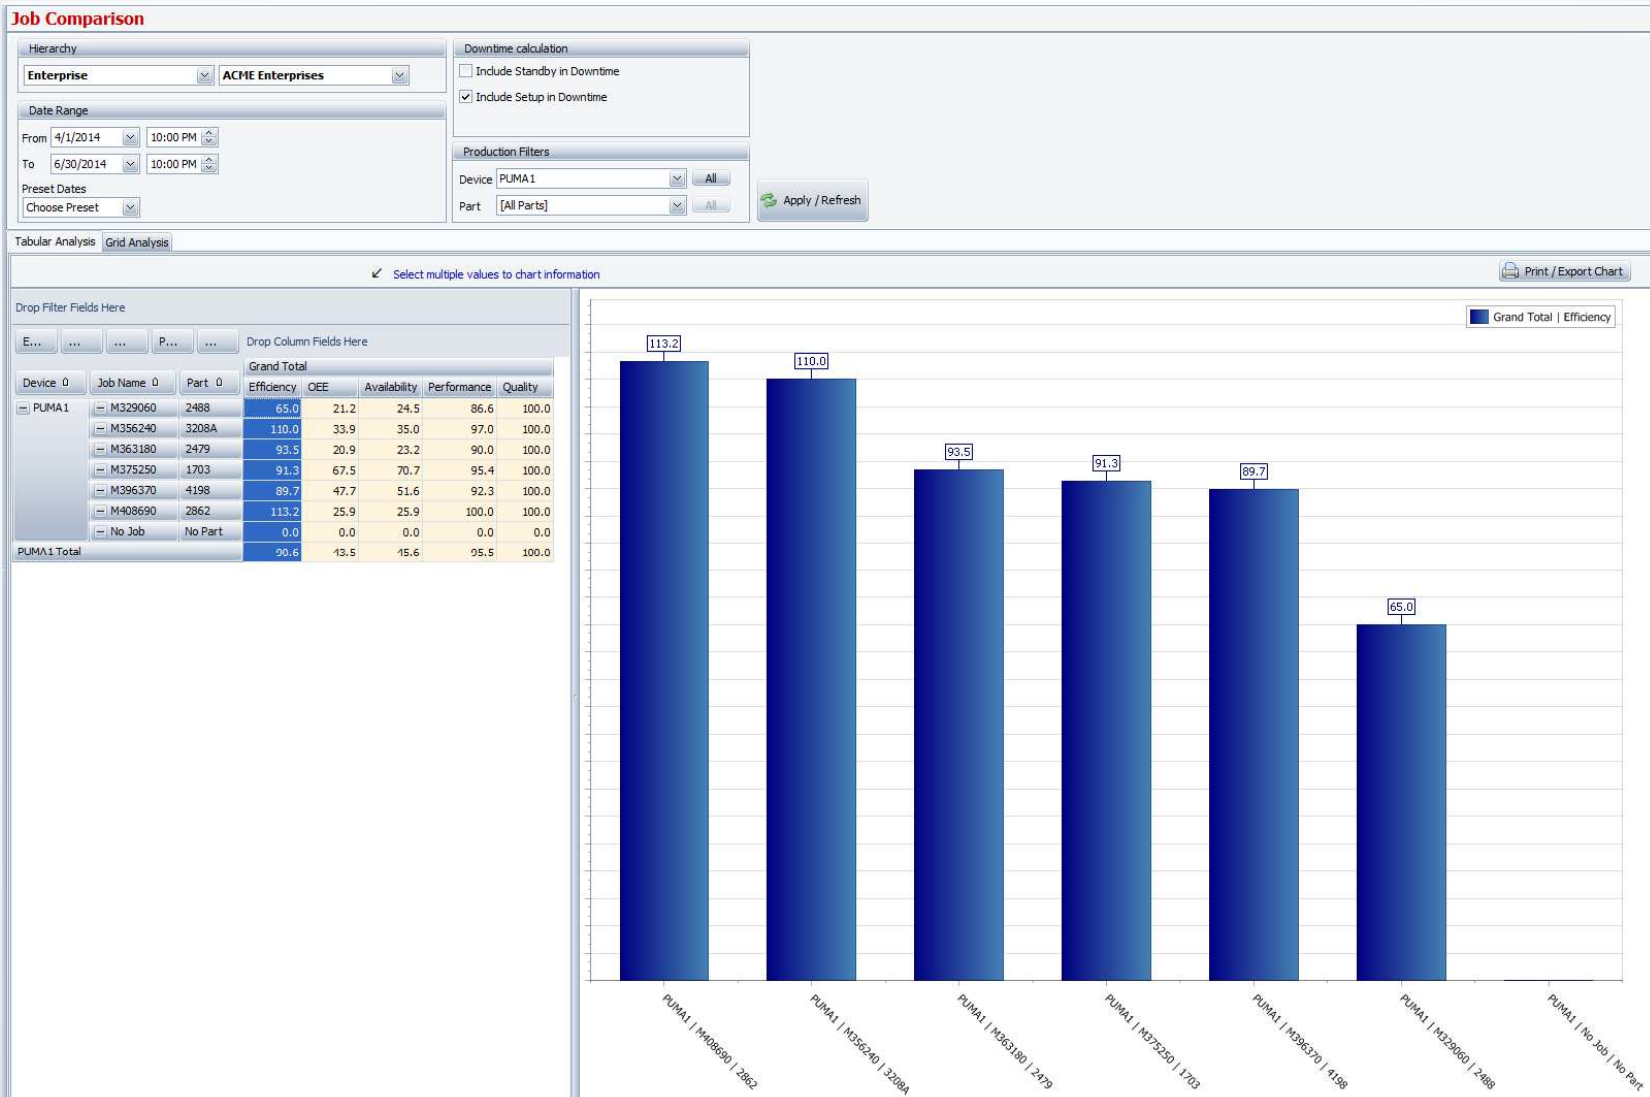 Job Comparison
Hierarchy
Enterprise ACME Enterprises
Date Range
From 4/1/2014 10:00 PM
To 6/30/2014 10:00 PM
Preset Dates
Choose Preset
Downtime calculation
Include Standby in Downtime
Include Setup in Downtime
Production Filters
Device PUMA1 All
Part [All Parts] All
Apply / Refresh
Tabular Analysis Grid Analysis
Select multiple values to chart information
Print / Export Chart
Drop Filter Fields Here
E... ... ... P... ... Drop Column Fields Here
Grand Total
Device Job Name Part Efficiency OEE Availability Performance Quality
PUMA1 M329060 2488 65.0 21.2 24.5 86.6 100.0
M356240 3208A 110.0 33.9 35.0 97.0 100.0
M363180 2479 93.5 20.9 23.2 90.0 100.0
M375250 1703 91.3 67.5 70.7 95.4 100.0
M396370 4198 89.7 47.7 51.6 92.3 100.0
M408690 2862 113.2 25.9 25.9 100.0 100.0
No Job No Part 0.0 0.0 0.0 0.0 0.0
PUMA1 Total 90.6 43.5 45.6 95.5 100.0
Grand Total | Efficiency
113.2
110.0
93.5
91.3
89.7
65.0
PUMA1 | M408690 | 2862
PUMA1 | M356240 | 3208A
PUMA1 | M363180 | 2479
PUMA1 | M375250 | 1703
PUMA1 | M396370 | 4198
PUMA1 | M329060 | 2488
PUMA1 | No Job | No Part